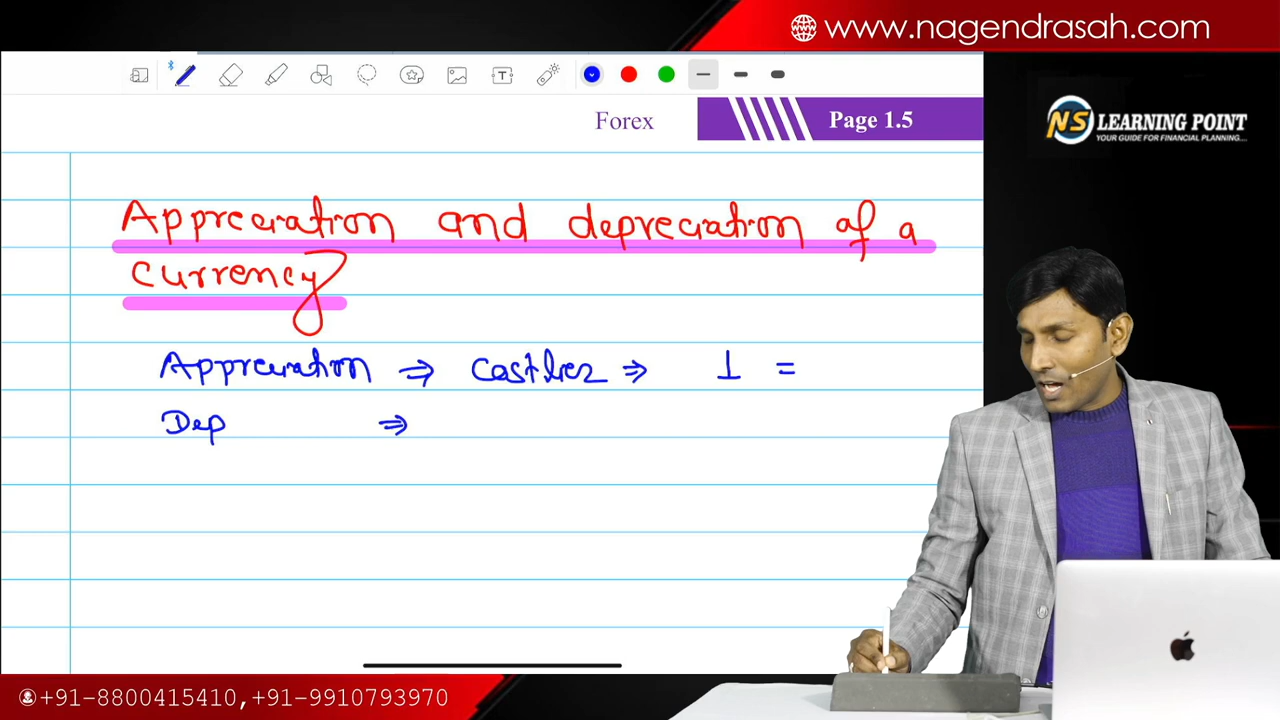 www.nagendrasah.com
Forex
Page 1.5
NS LEARNING POINT
YOUR GUIDE FOR FINANCIAL PLANNING....
T
Appreciation and depreciation of a
currency
Appreciation ⇒ Costlier ⇒ 1 =
Dep ⇒
+91-8800415410,+91-9910793970